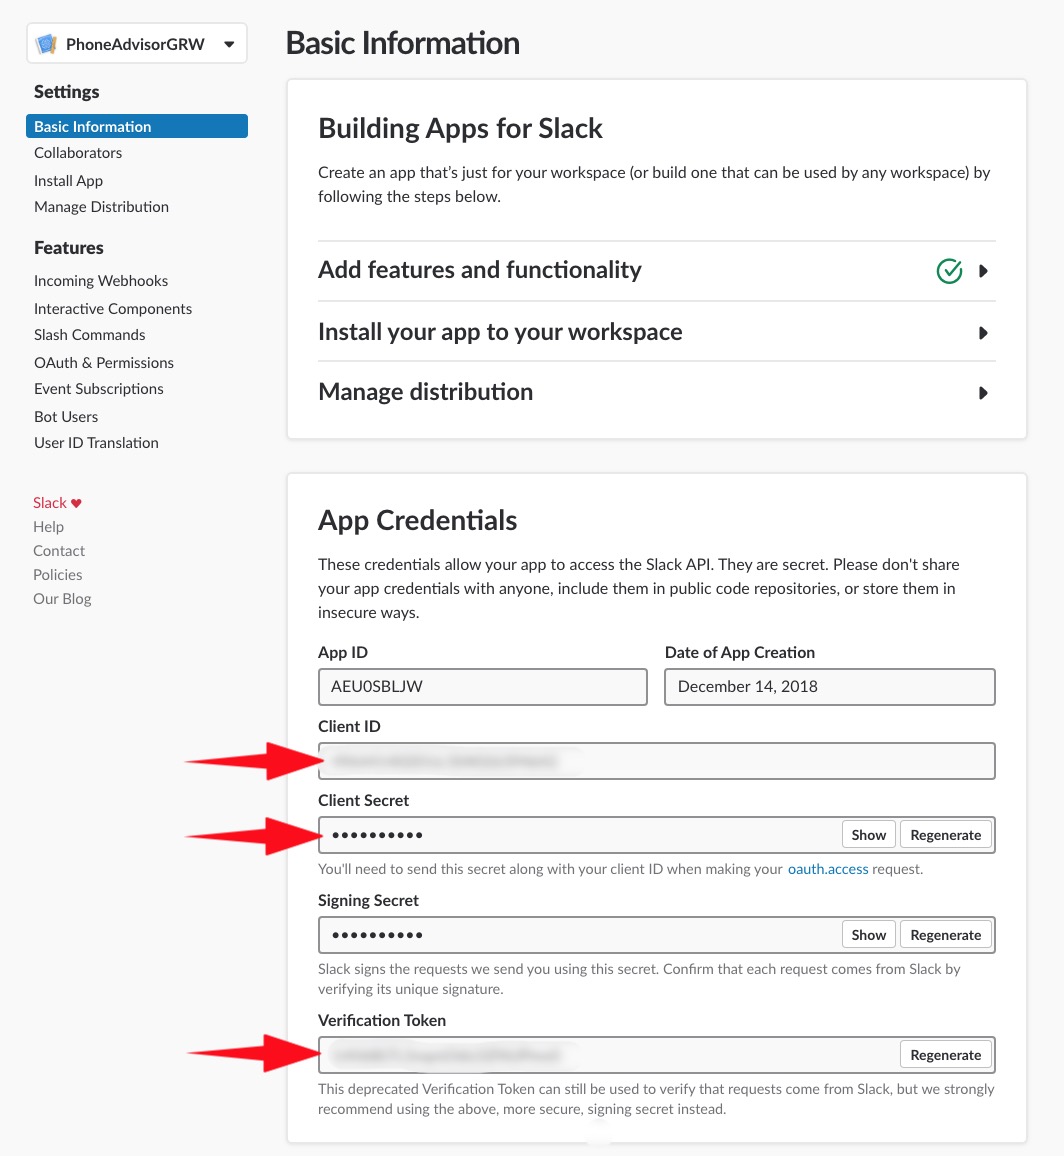 PhoneAdvisorGRW
Settings
Basic Information
Collaborators
Install App
Manage Distribution
Features
Incoming Webhooks
Interactive Components
Slash Commands
OAuth & Permissions
Event Subscriptions
Bot Users
User ID Translation
Slack ♥
Help
Contact
Policies
Our Blog
Basic Information
Building Apps for Slack
Create an app that's just for your workspace (or build one that can be used by any workspace) by
following the steps below.
Add features and functionality
Install your app to your workspace
Manage distribution
App Credentials
These credentials allow your app to access the Slack API. They are secret. Please don't share
your app credentials with anyone, include them in public code repositories, or store them in
insecure ways.
App ID
AEU0SBLJW
Date of App Creation
December 14, 2018
Client ID
Client Secret
•••••••••• Show Regenerate
You'll need to send this secret along with your client ID when making your oauth.access request.
Signing Secret
•••••••••• Show Regenerate
Slack signs the requests we send you using this secret. Confirm that each request comes from Slack by
verifying its unique signature.
Verification Token
Regenerate
This deprecated Verification Token can still be used to verify that requests come from Slack, but we strongly
recommend using the above, more secure, signing secret instead.